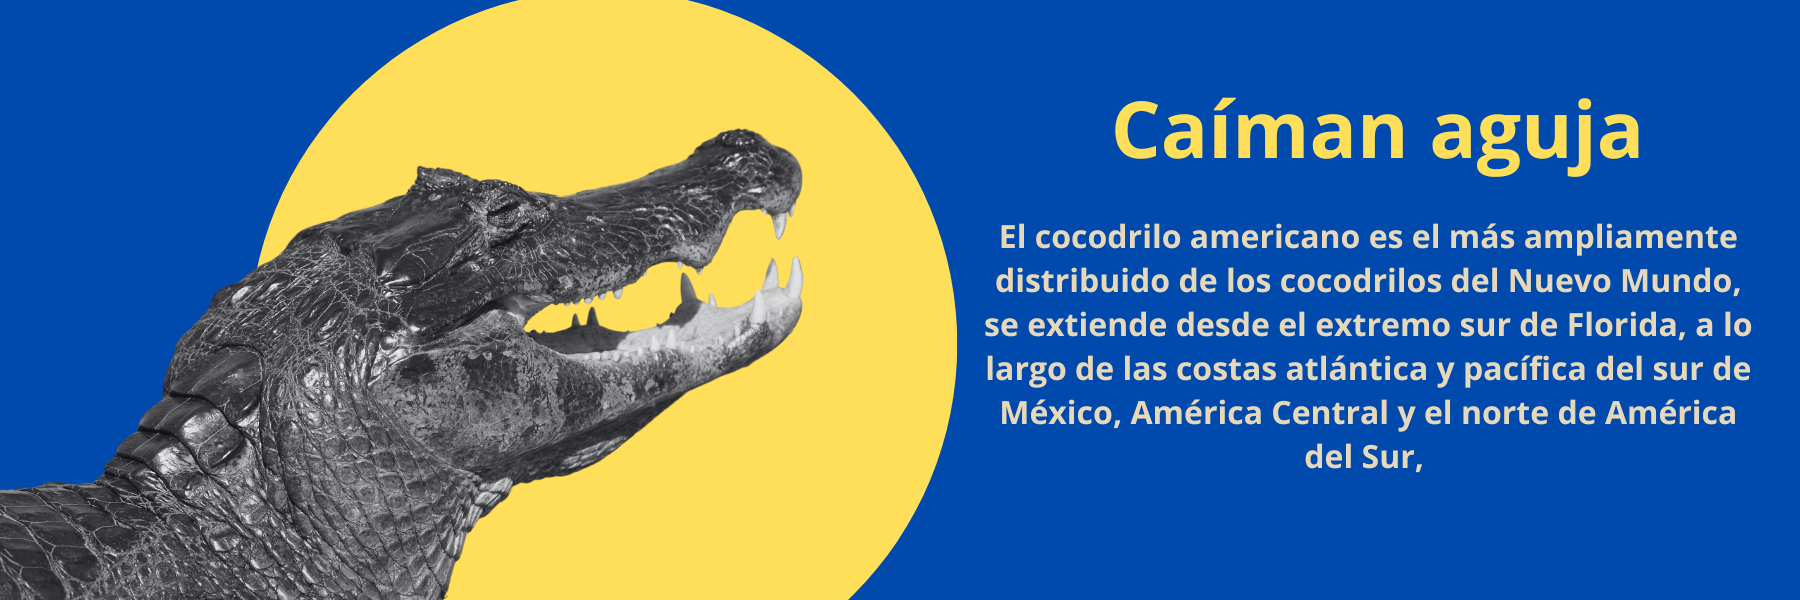 Caíman aguja
El cocodrilo americano es el más ampliamente
distribuido de los cocodrilos del Nuevo Mundo,
se extiende desde el extremo sur de Florida, a lo
largo de las costas atlántica y pacífica del sur de
México, América Central y el norte de América
del Sur,